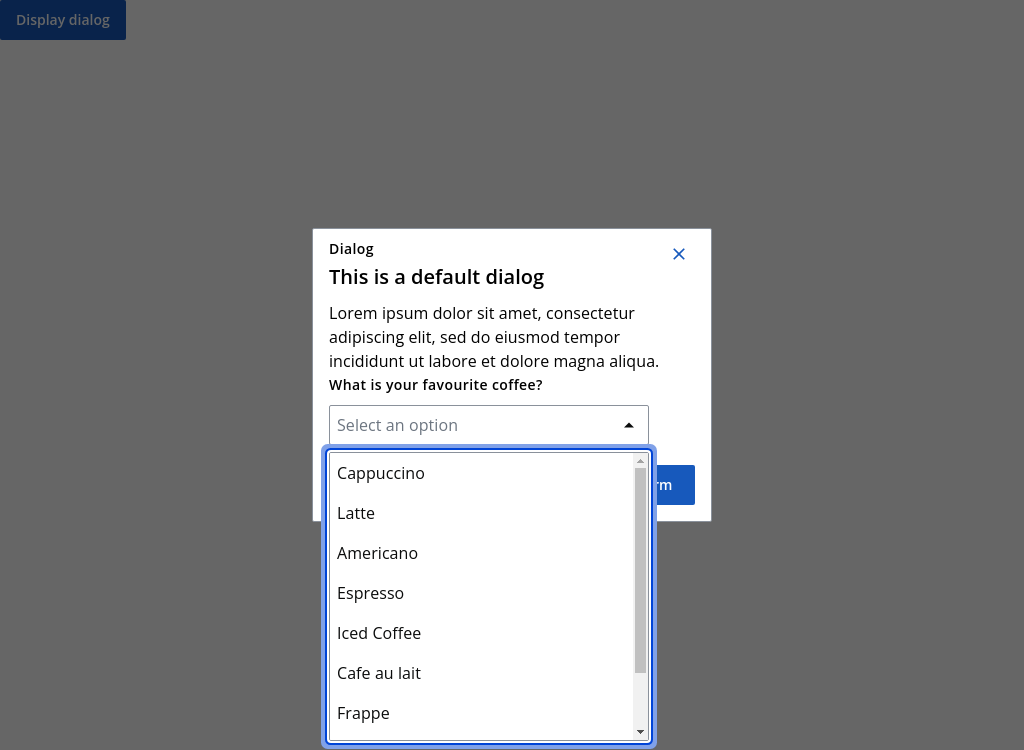 Display dialog
Dialog
This is a default dialog
Lorem ipsum dolor sit amet, consectetur
adipiscing elit, sed do eiusmod tempor
incididunt ut labore et dolore magna aliqua.
What is your favourite coffee?
Select an option
Cappuccino
Latte
Americano
Espresso
Iced Coffee
Cafe au lait
Frappe